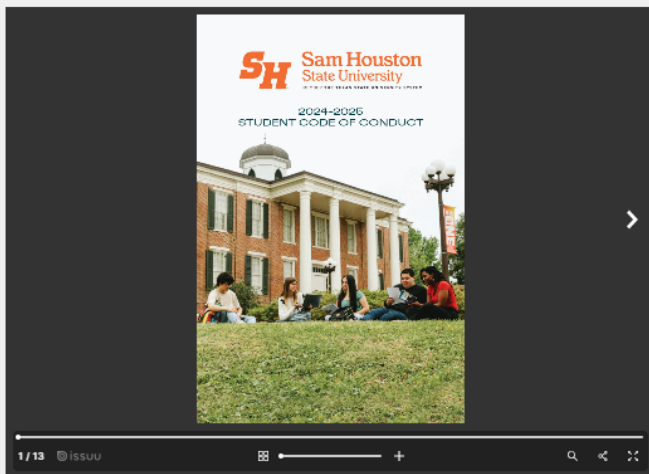 SH
Sam Houston
State University
2024-2025
STUDENT CODE OF CONDUCT
1 / 13
issuu